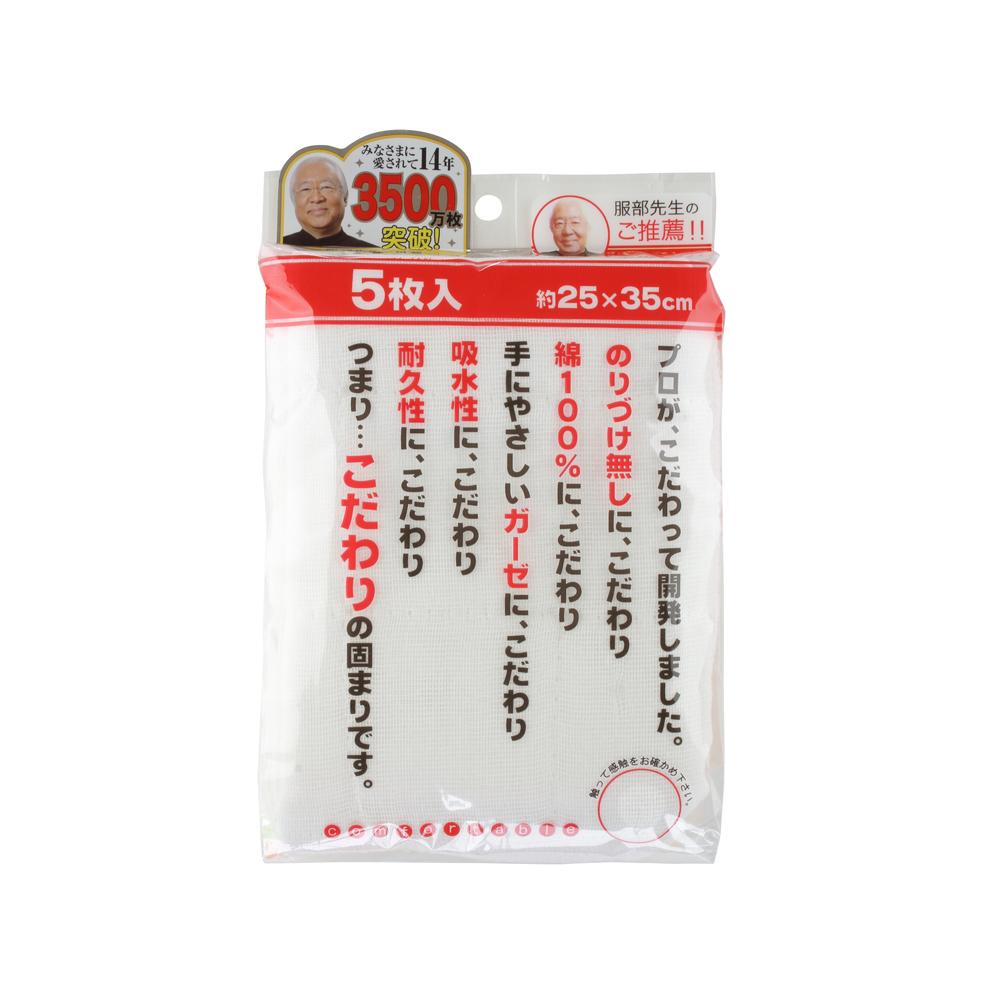 みなさまに
愛されて14年
3500
万枚
突破!
服部先生の
ご推薦!!
5枚入
約25×35cm
プロが、こだわって開発しました。
のりづけ無しに、こだわり
綿100%に、こだわり
手にやさしいガーゼに、こだわり
吸水性に、こだわり
耐久性に、こだわり
つまり…こだわりの固まりです。
触って感触をお確かめ下さい。
comfortable